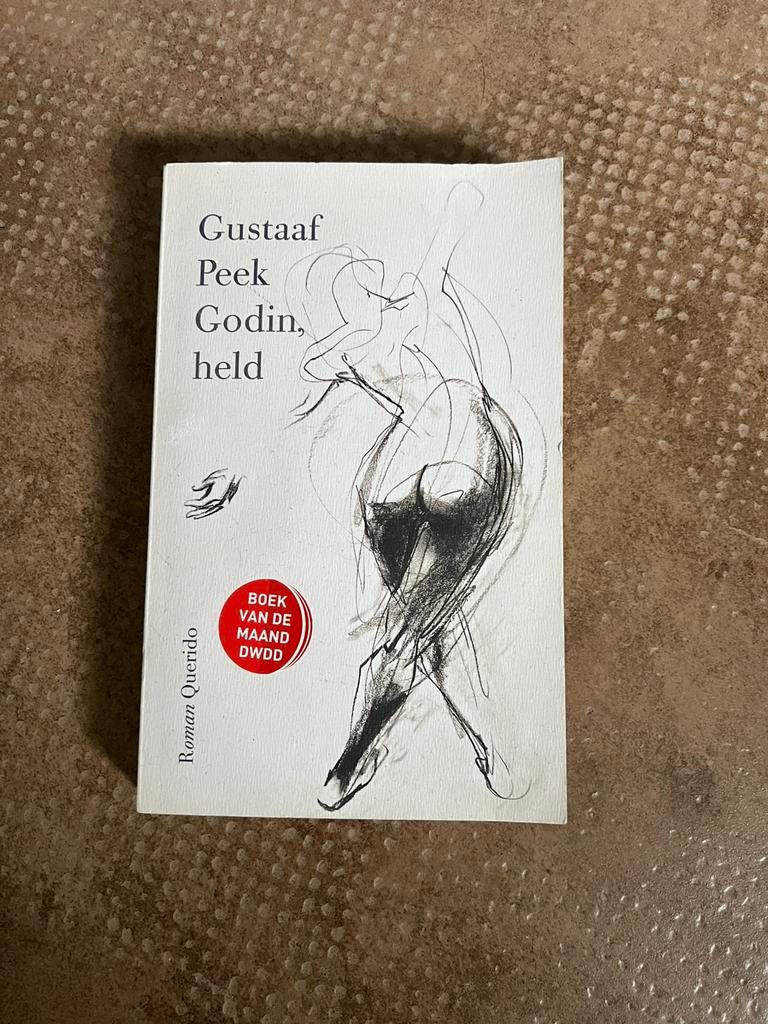 Gustaaf
Peek
Godin,
held
BOEK
VAN DE
MAAND
DWDD
Roman Querido